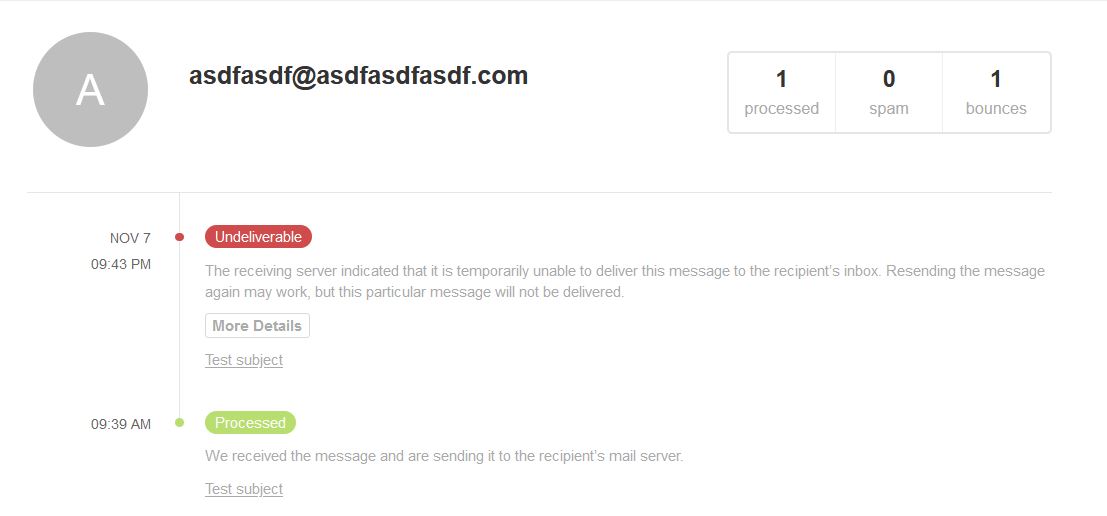 A
asdfasdf@asdfasdfasdf.com
1
processed
0
spam
1
bounces
NOV 7
09:43 PM
Undeliverable
The receiving server indicated that it is temporarily unable to deliver this message to the recipient's inbox. Resending the message
again may work, but this particular message will not be delivered.
More Details
Test subject
09:39 AM
Processed
We received the message and are sending it to the recipient's mail server.
Test subject